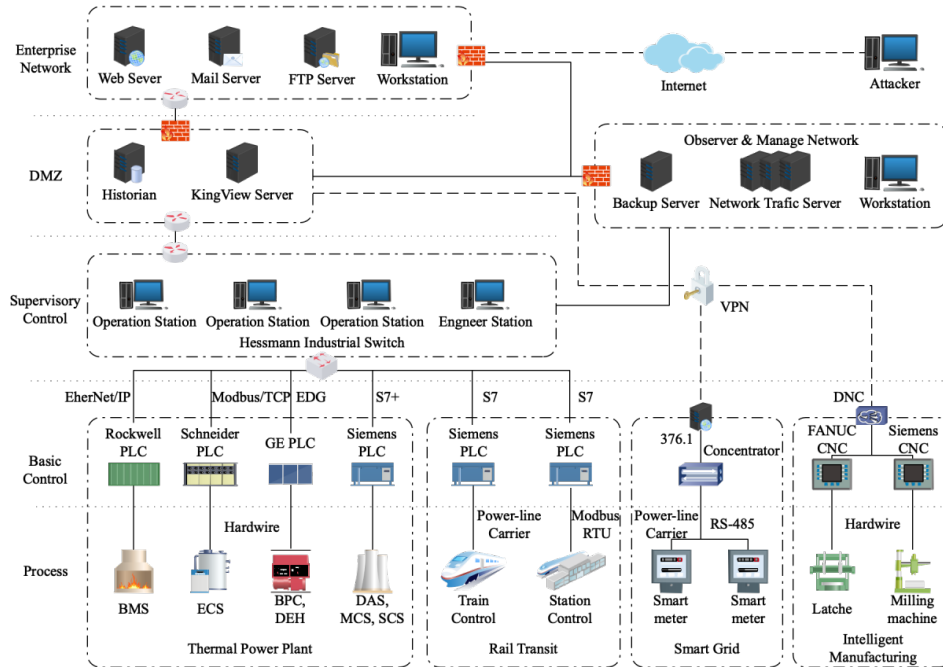 Enterprise
Network
Web Sever
Mail Server
FTP Server
Workstation
Internet
Attacker
DMZ
Historian
KingView Server
Observer & Manage Network
Backup Server
Network Trafic Server
Workstation
Supervisory
Control
Operation Station
Operation Station
Operation Station
Engneer Station
Hessmann Industrial Switch
VPN
EherNet/IP
Modbus/TCP
EDG
S7+
S7
S7
DNC
Basic
Control
Rockwell
PLC
Schneider
PLC
GE PLC
Siemens
PLC
Siemens
PLC
Siemens
PLC
376.1
Concentrator
FANUC
CNC
Siemens
CNC
Process
Hardwire
Power-line
Carrier
Modbus
RTU
Power-line
Carrier
RS-485
Hardwire
BMS
ECS
BPC,
DEH
DAS,
MCS, SCS
Train
Control
Station
Control
Smart
meter
Smart
meter
Latche
Milling
machine
Thermal Power Plant
Rail Transit
Smart Grid
Intelligent
Manufacturing